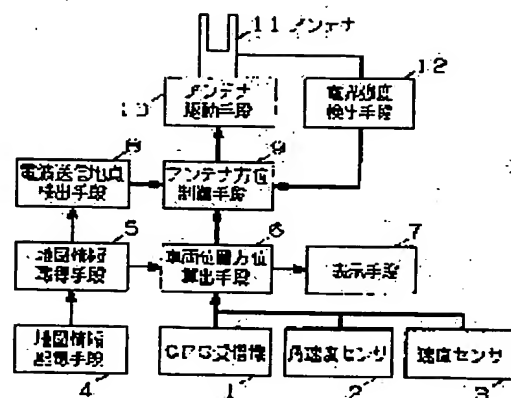 11 アンテナ
12
10
アンテナ
駆動手段
電界強度
検出手段
8
9
電波送信地点
検出手段
アンテナ方位
制御手段
5
6
7
地図情報
取得手段
車両位置方位
算出手段
表示手段
地図情報
記憶手段
GPS受信機
角速度センサ
速度センサ
4
1
2
3